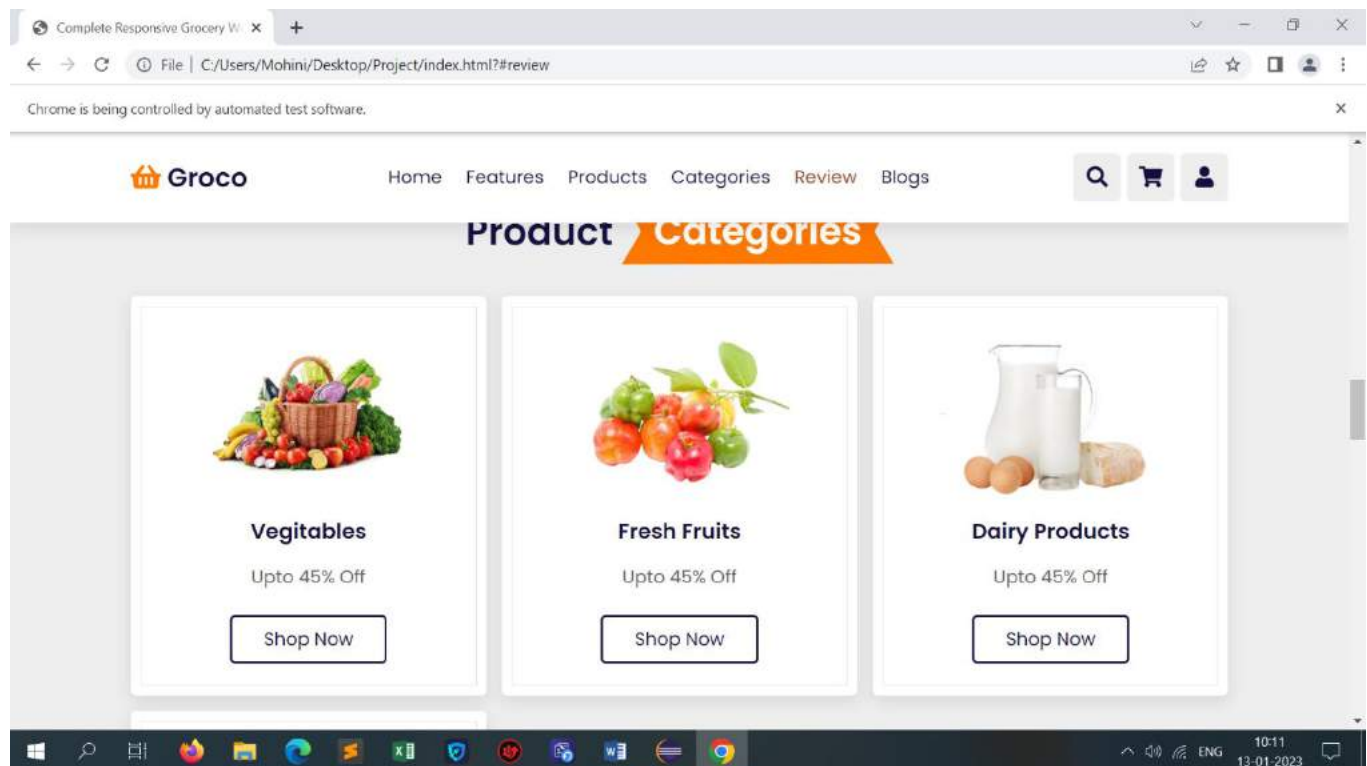 Complete Responsive Grocery W
File | C:/Users/Mohini/Desktop/Project/index.html?#review
Chrome is being controlled by automated test software.
Groco Home Features Products Categories Review Blogs
Product Categories
Vegitables Fresh Fruits Dairy Products
Upto 45% Off Upto 45% Off Upto 45% Off
Shop Now Shop Now Shop Now
ENG 10:11
13-01-2023